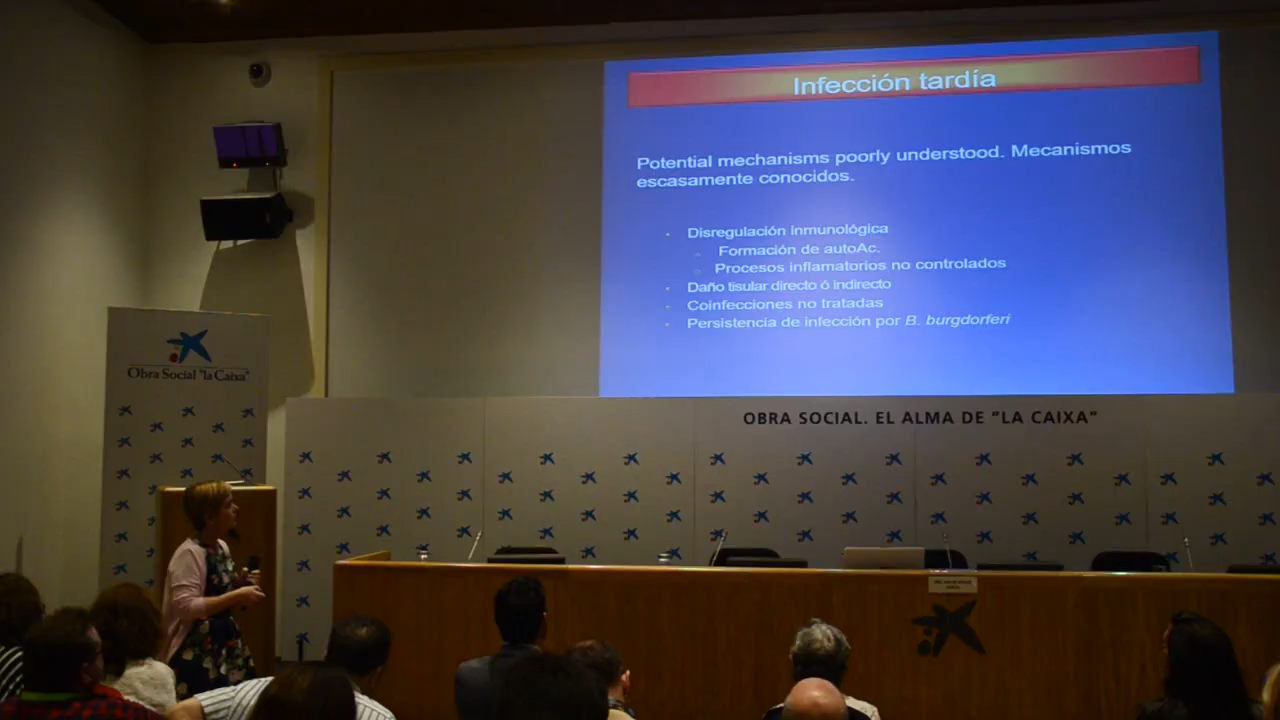 Infección tardía
Potential mechanisms poorly understood. Mecanismos
escasamente conocidos.
Disregulación inmunológica
Formación de autoAc.
Procesos inflamatorios no controlados
Daño tisular directo ó indirecto
Coinfecciones no tratadas
Persistencia de infección por B. burgdorferi
Obra Social "la Caixa"
OBRA SOCIAL. EL ALMA DE "LA CAIXA"